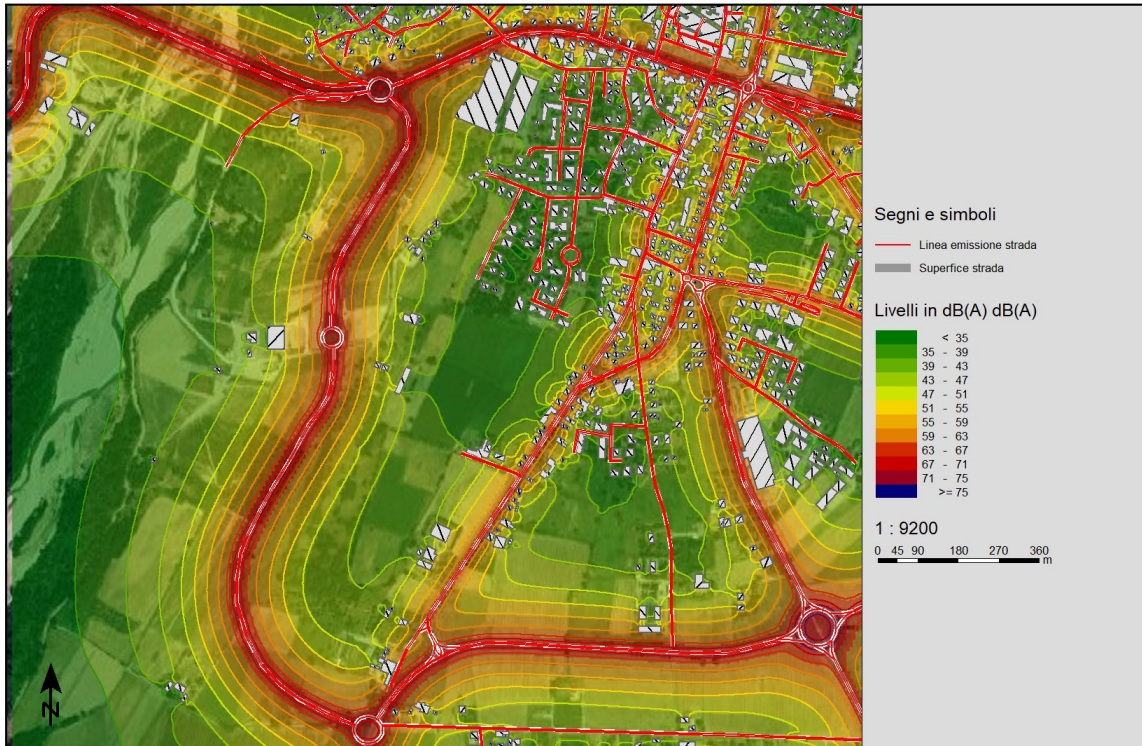 Segni e simboli
Linea emissione strada
Superfice strada
Livelli in dB(A) dB(A)
< 35
35 - 39
39 - 43
43 - 47
47 - 51
51 - 55
55 - 59
59 - 63
63 - 67
67 - 71
71 - 75
>= 75
1 : 9200
0 45 90 180 270 360
m
N